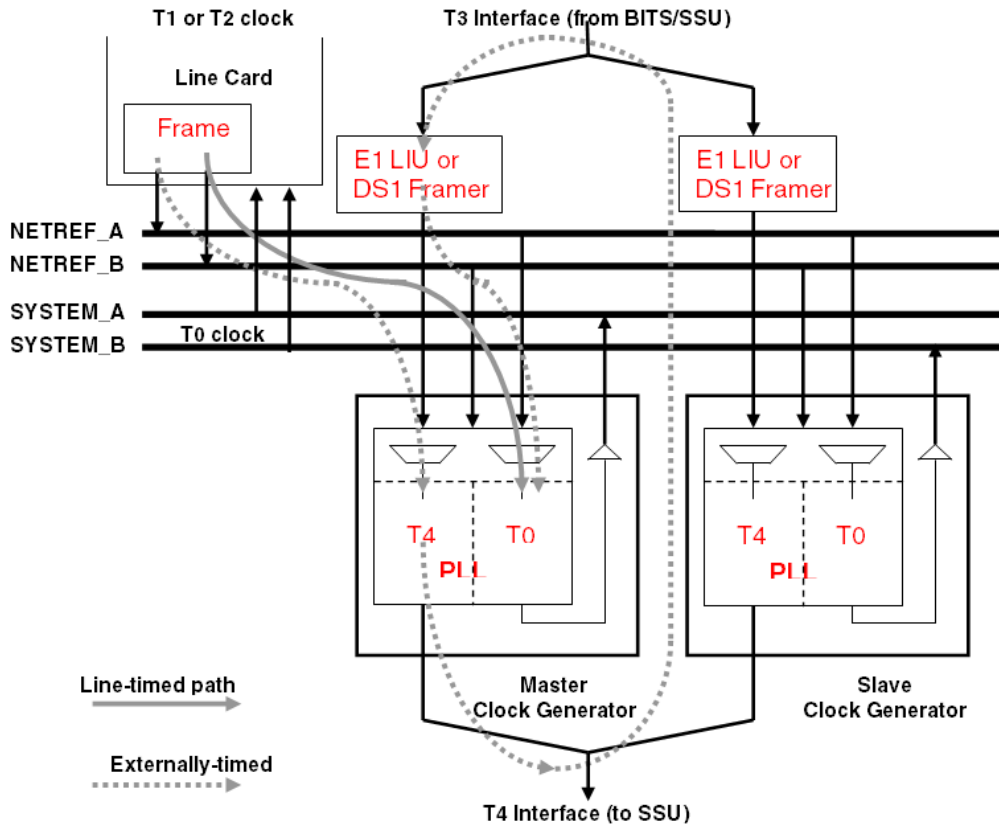 T1 or T2 clock
T3 Interface (from BITS/SSU)
Line Card
Frame
E1 LIU or
DS1 Framer
E1 LIU or
DS1 Framer
NETREF_A
NETREF_B
SYSTEM_A
SYSTEM_B
T0 clock
T4
T0
PLL
T4
T0
PLL
Line-timed path
Master
Clock Generator
Slave
Clock Generator
Externally-timed
T4 Interface (to SSU)